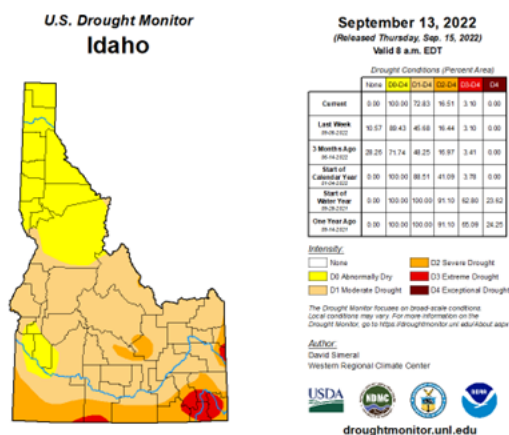 U.S. Drought Monitor
Idaho
September 13, 2022
(Released Thursday, Sep. 15, 2022)
Valid 8 a.m. EDT
Drought Conditions (Percent Area)
None D0-D4 D1-D4 D2-D4 D3-D4 D4
Current 0.00 100.00 72.83 16.51 3.10 0.00
Last Week 10.57 89.43 45.68 16.44 3.10 0.00
3 Months Ago 28.26 71.74 48.25 16.97 3.41 0.00
Start of Calendar Year 0.00 100.00 88.51 41.09 3.78 0.00
Start of Water Year 0.00 100.00 100.00 91.10 62.80 23.62
One Year Ago 0.00 100.00 100.00 91.10 55.09 24.25
Intensity:
None
D0 Abnormally Dry
D1 Moderate Drought
D2 Severe Drought
D3 Extreme Drought
D4 Exceptional Drought
The Drought Monitor focuses on broad-scale conditions.
Local conditions may vary. For more information on the
Drought Monitor, go to https://droughtmonitor.unl.edu/About.aspx
Author:
David Simeral
Western Regional Climate Center
USDA
NDMC
droughtmonitor.unl.edu